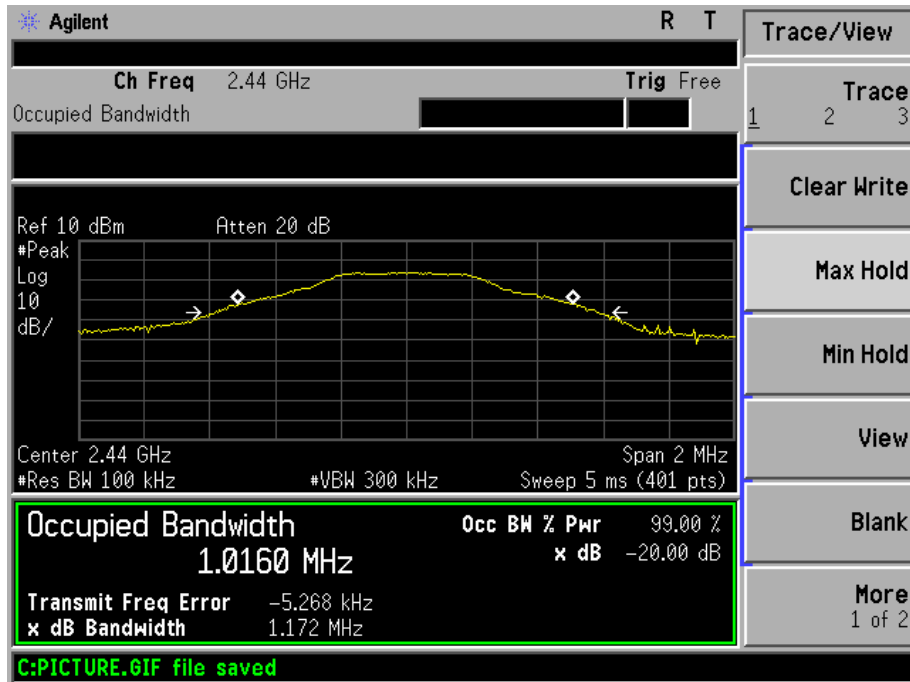 Agilent R T
Trace/View
Ch Freq 2.44 GHz Trig Free
Occupied Bandwidth
Trace
1 2 3
Clear Write
Max Hold
Min Hold
View
Blank
More
1 of 2
Ref 10 dBm Atten 20 dB
#Peak
Log
10
dB/
Center 2.44 GHz Span 2 MHz
#Res BW 100 kHz #VBW 300 kHz Sweep 5 ms (401 pts)
Occupied Bandwidth Occ BW % Pwr 99.00 %
1.0160 MHz x dB -20.00 dB
Transmit Freq Error -5.268 kHz
x dB Bandwidth 1.172 MHz
C:PICTURE.GIF file saved